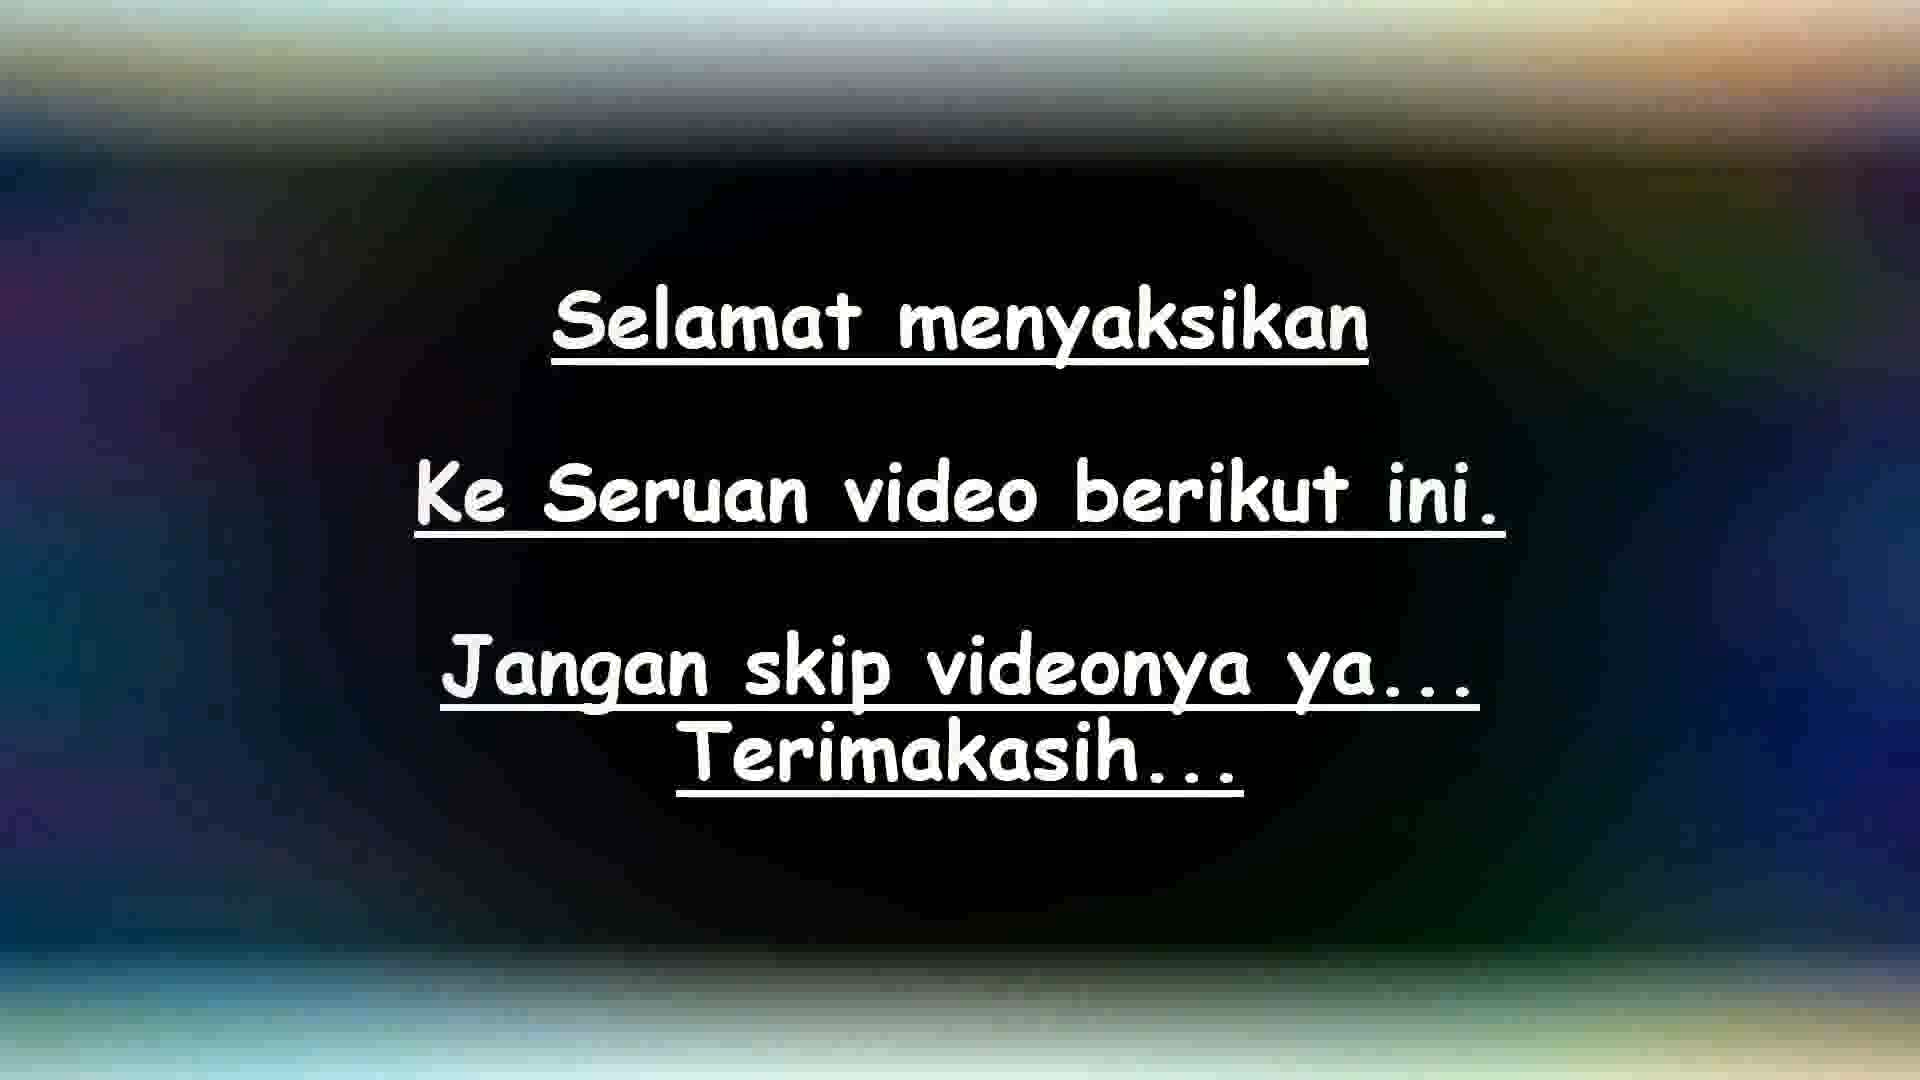 Selamat menyaksikan
Ke Seruan video berikut ini.
Jangan skip videonya ya...
Terimakasih...